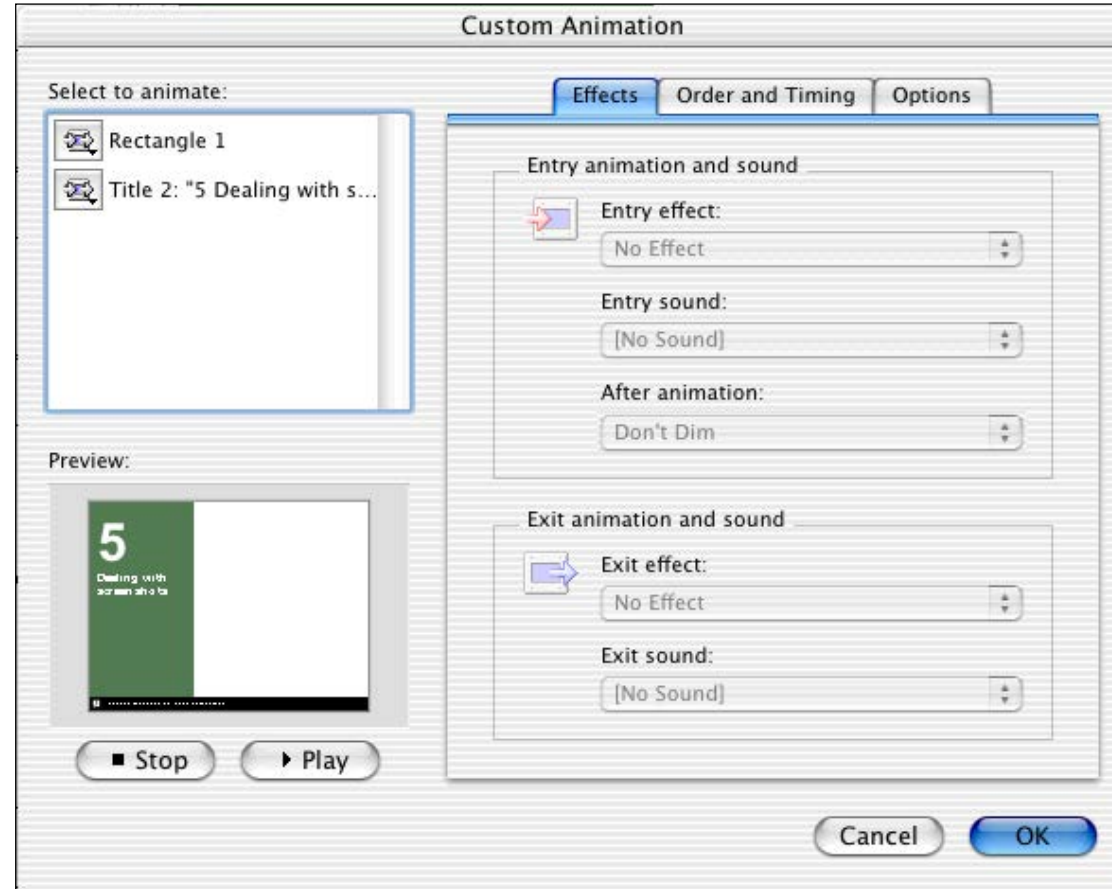 Custom Animation
Select to animate:
Rectangle 1
Title 2: "5 Dealing with s...
Preview:
5
Dealing with
screenshots
Stop
Play
Effects
Order and Timing
Options
Entry animation and sound
Entry effect:
No Effect
Entry sound:
[No Sound]
After animation:
Don't Dim
Exit animation and sound
Exit effect:
No Effect
Exit sound:
[No Sound]
Cancel
OK